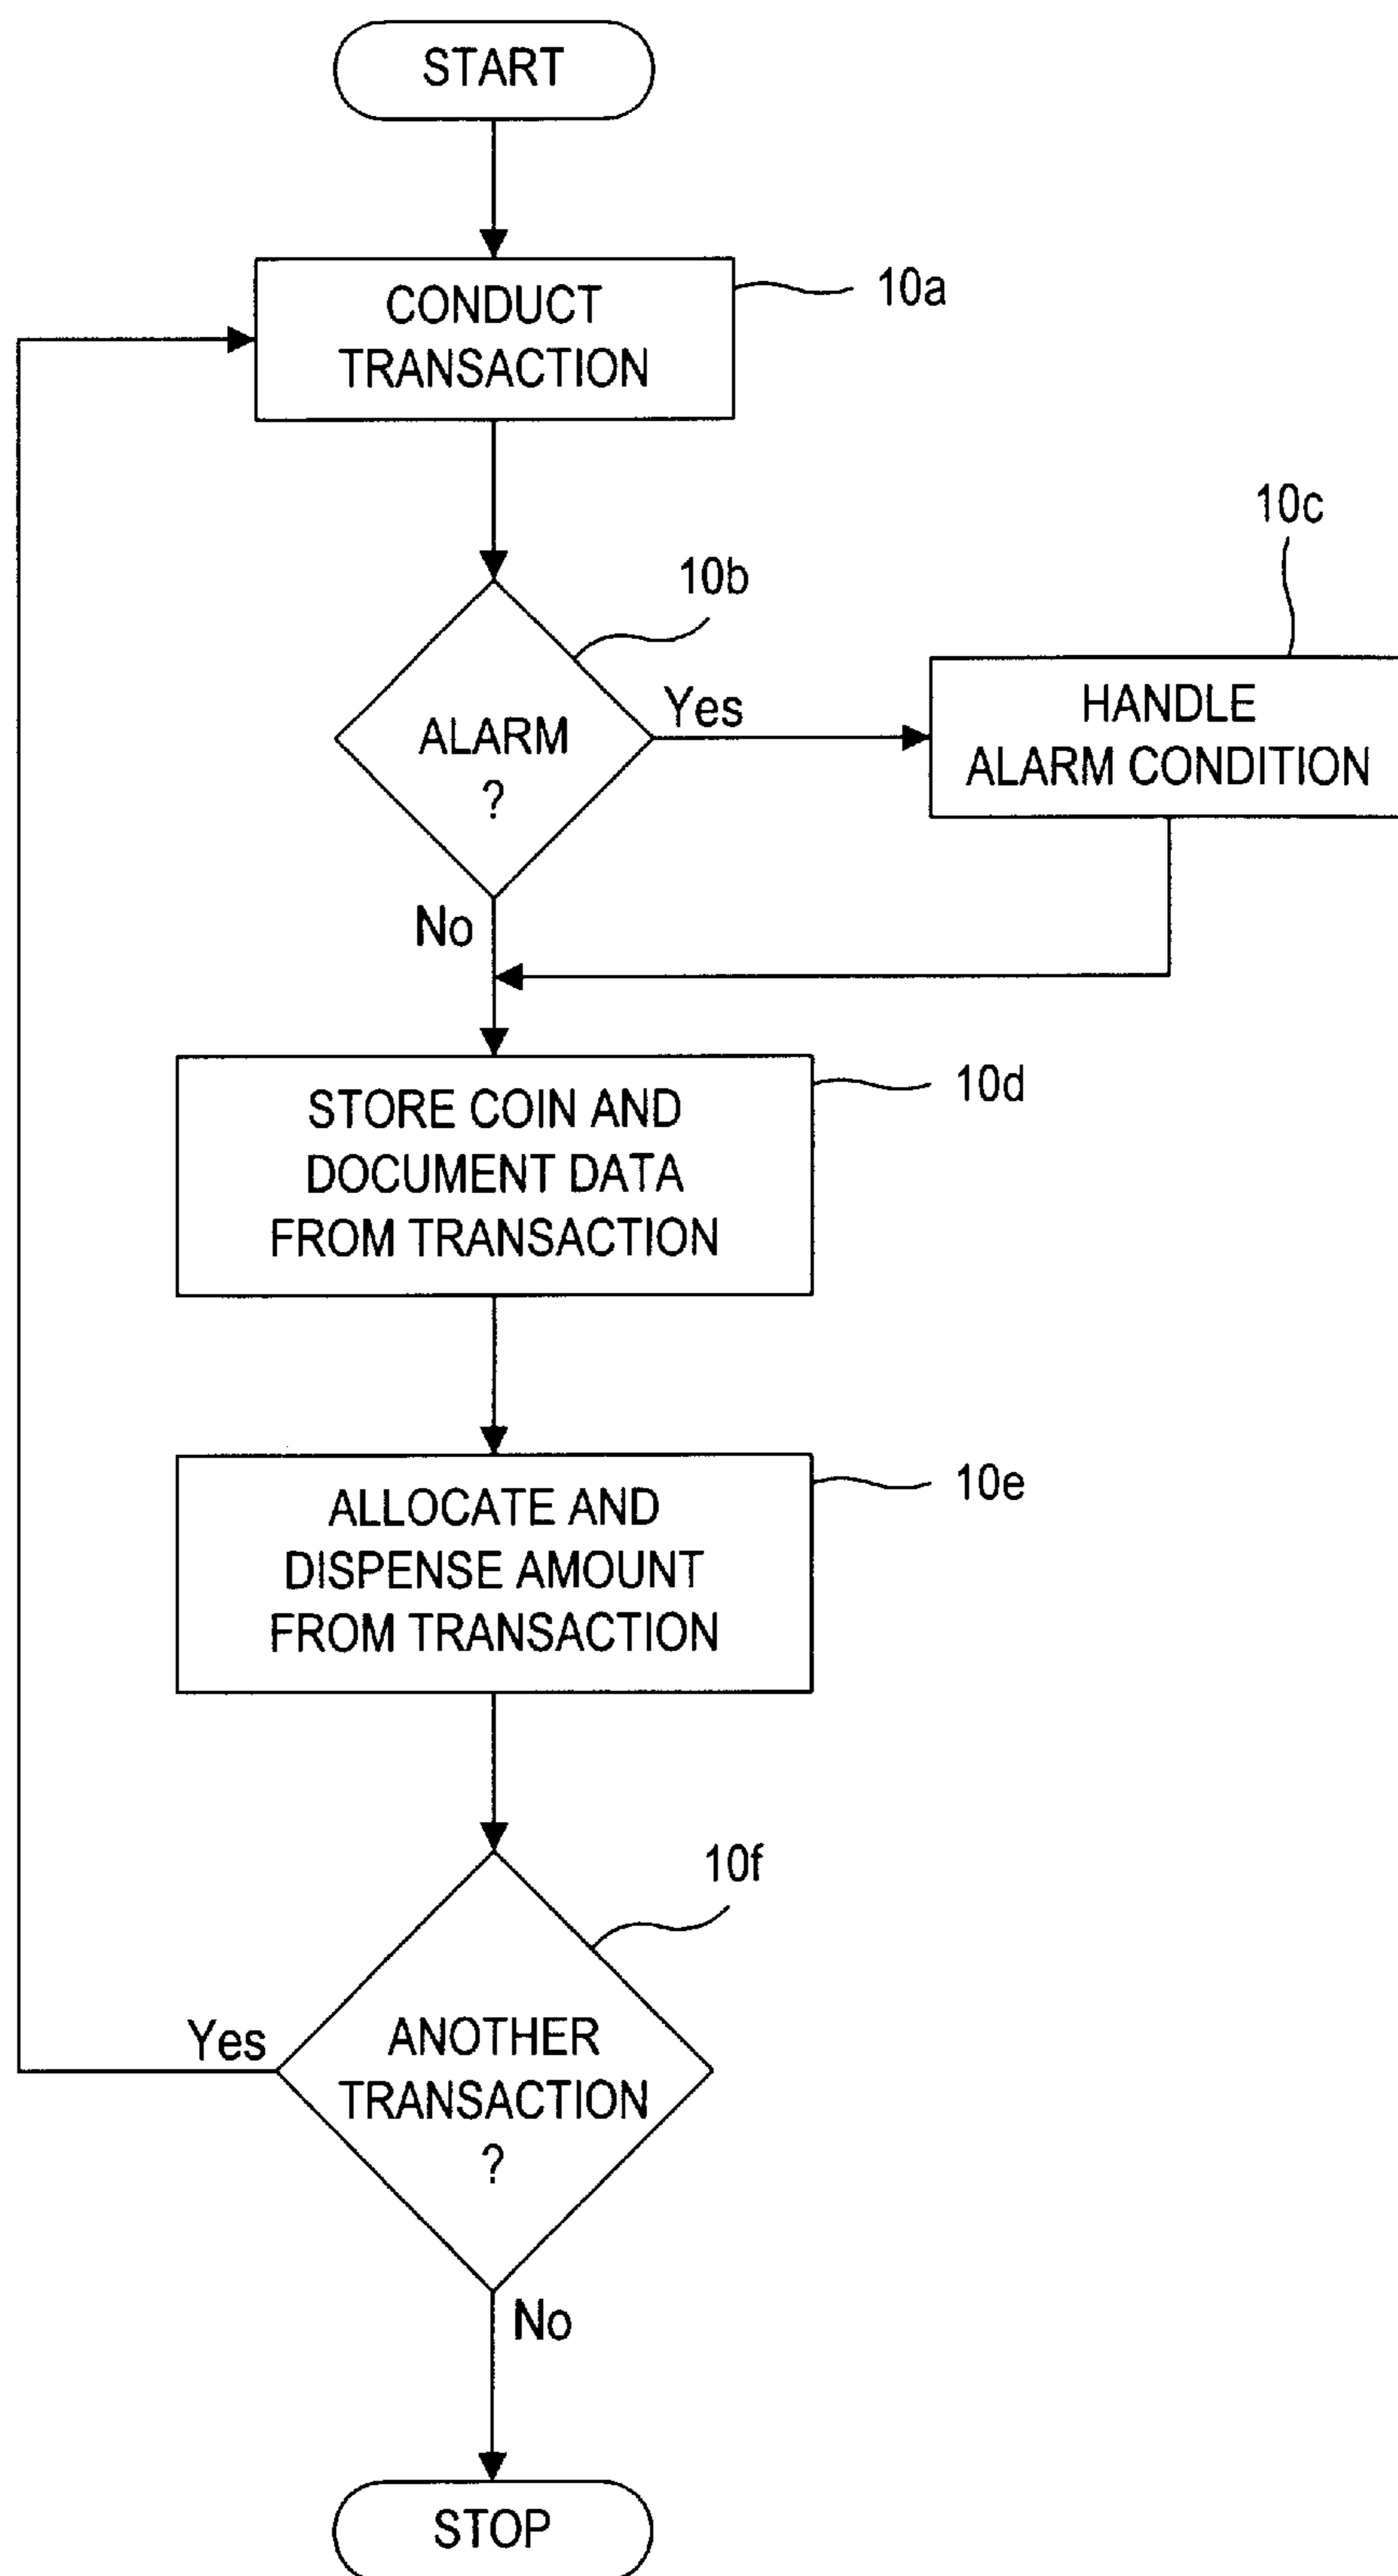 START
CONDUCT
TRANSACTION
10a
10b
ALARM
?
Yes
No
10c
HANDLE
ALARM CONDITION
STORE COIN AND
DOCUMENT DATA
FROM TRANSACTION
10d
ALLOCATE AND
DISPENSE AMOUNT
FROM TRANSACTION
10e
10f
ANOTHER
TRANSACTION
?
Yes
No
STOP